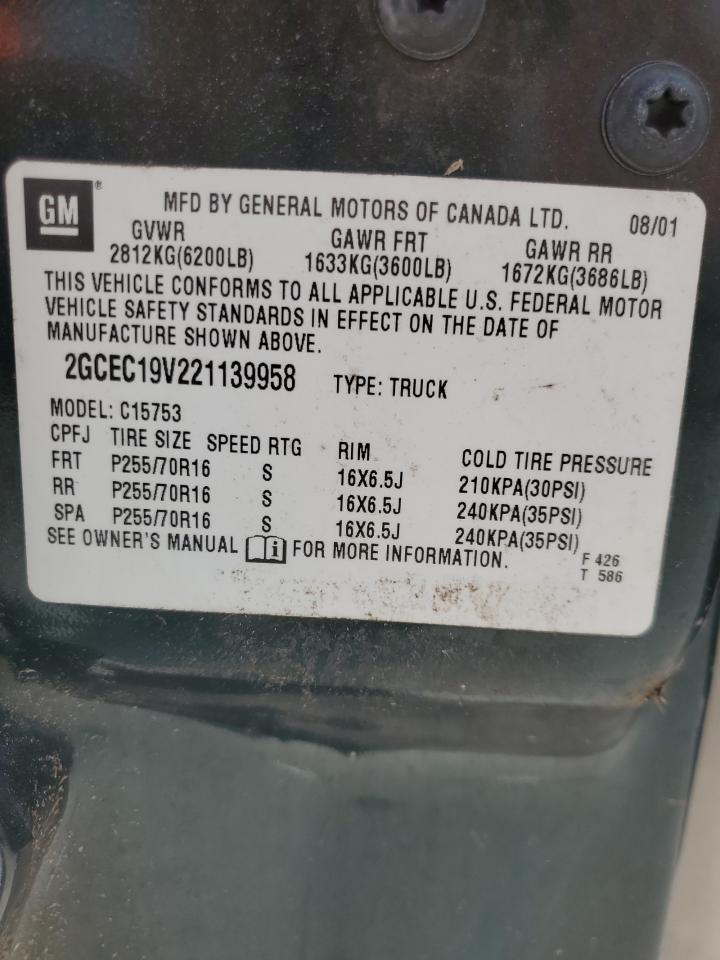 GM® MFD BY GENERAL MOTORS OF CANADA LTD. 08/01
GVWR GAWR FRT GAWR RR
2812KG(6200LB) 1633KG(3600LB) 1672KG(3686LB)
THIS VEHICLE CONFORMS TO ALL APPLICABLE U.S. FEDERAL MOTOR
VEHICLE SAFETY STANDARDS IN EFFECT ON THE DATE OF
MANUFACTURE SHOWN ABOVE.
2GCEC19V221139958 TYPE: TRUCK
MODEL: C15753
CPFJ TIRE SIZE SPEED RTG RIM COLD TIRE PRESSURE
FRT P255/70R16 S 16X6.5J 210KPA(30PSI)
RR P255/70R16 S 16X6.5J 240KPA(35PSI)
SPA P255/70R16 S 16X6.5J 240KPA(35PSI)
SEE OWNER'S MANUAL i FOR MORE INFORMATION. F 426
T 586